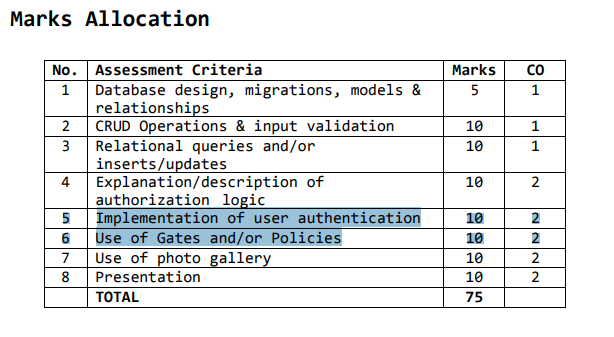 Marks Allocation
No. Assessment Criteria Marks CO
1 Database design, migrations, models & 5 1
relationships
2 CRUD Operations & input validation 10 1
3 Relational queries and/or 10 1
inserts/updates
4 Explanation/description of 10 2
authorization logic
5 Implementation of user authentication 10 2
6 Use of Gates and/or Policies 10 2
7 Use of photo gallery 10 2
8 Presentation 10 2
TOTAL 75